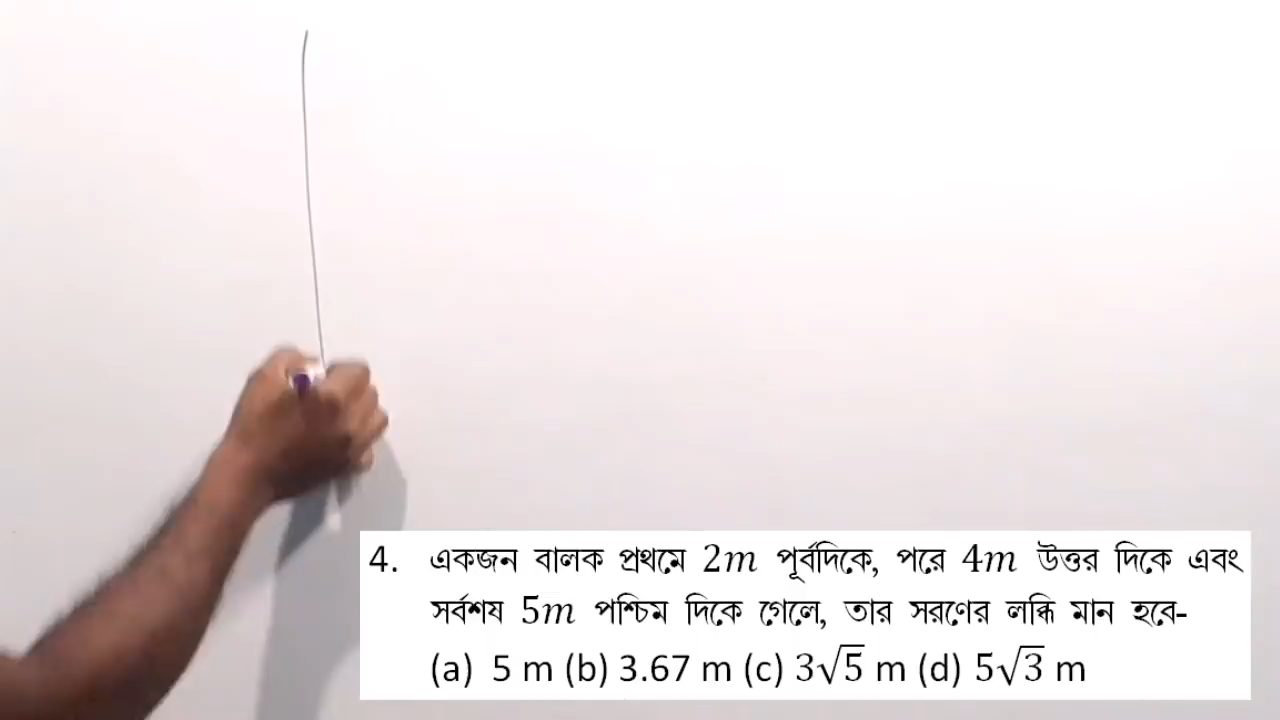 4. একজন বালক প্রথমে 2m পূর্বদিকে, পরে 4m উত্তর দিকে এবং
সর্বশয 5m পশ্চিম দিকে গেলে, তার সরণের লব্ধি মান হবে-
(a) 5 m (b) 3.67 m (c) 3√5 m (d) 5√3 m